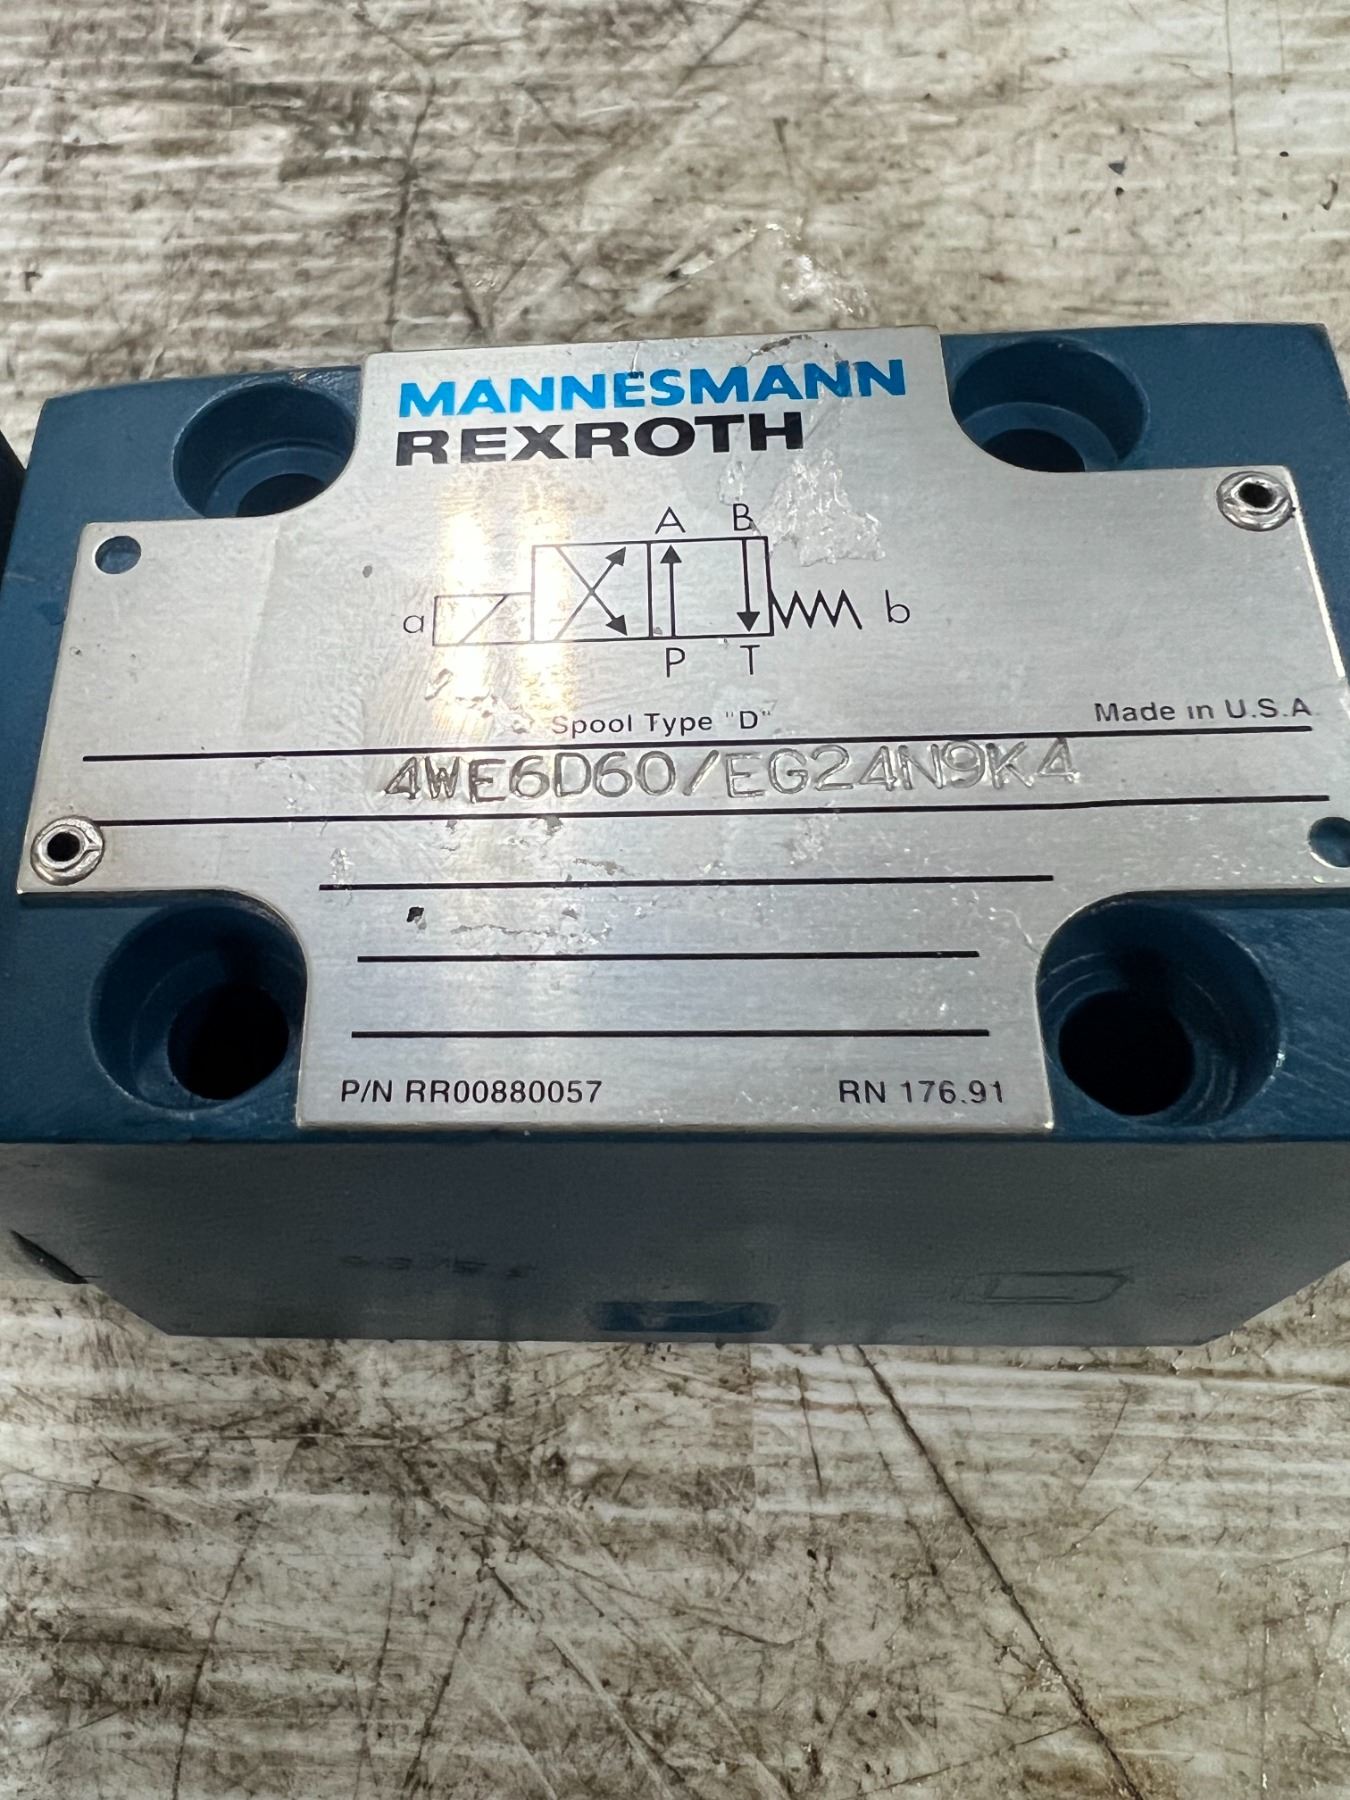 MANNESMANN
REXROTH
A B
a b
P T
Spool Type "D"
Made in U.S.A.
4WE6D60/EG24N9K4
P/N RR00880057 RN 176.91